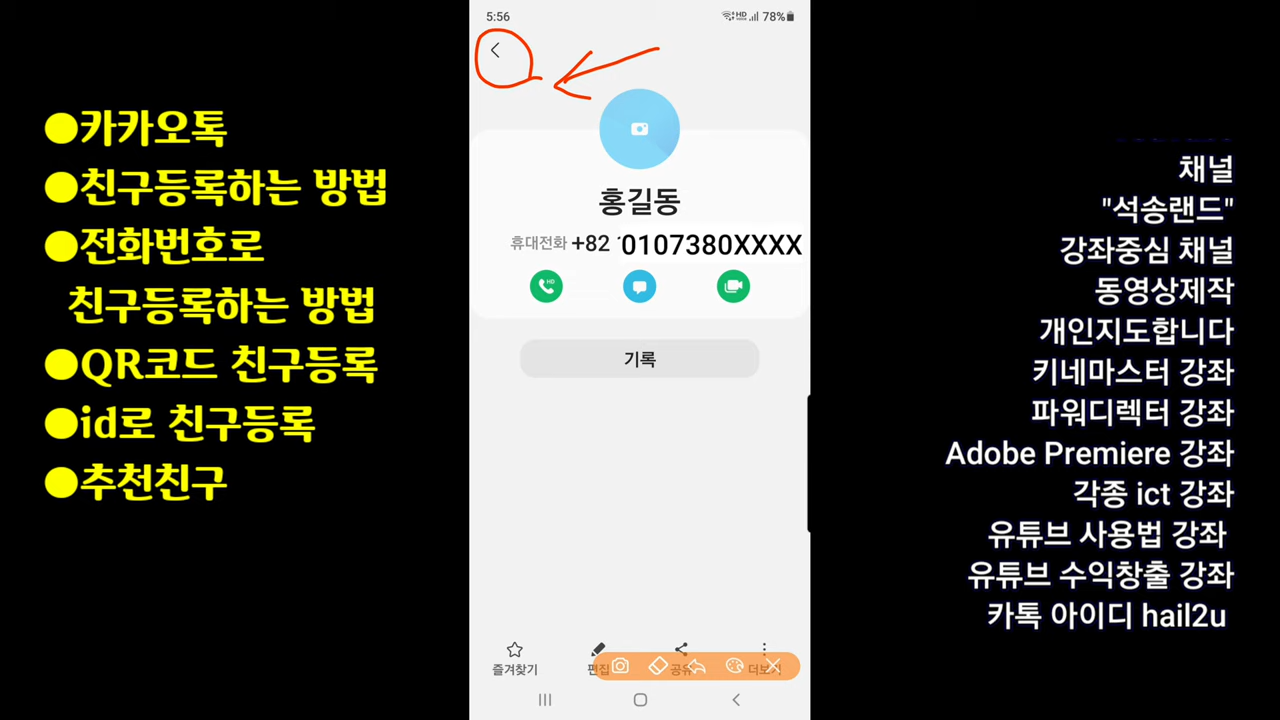 ●카카오톡
●친구등록하는 방법
●전화번호로
친구등록하는 방법
●QR코드 친구등록
●id로 친구등록
●추천친구
5:56
HD
78%
홍길동
휴대전화 +82 0107380XXXX
HD
기록
즐겨찾기 편집 공유 더보기
채널
"석송랜드"
강좌중심 채널
동영상제작
개인지도합니다
키네마스터 강좌
파워디렉터 강좌
Adobe Premiere 강좌
각종 ict 강좌
유튜브 사용법 강좌
유튜브 수익창출 강좌
카톡 아이디 hail2u